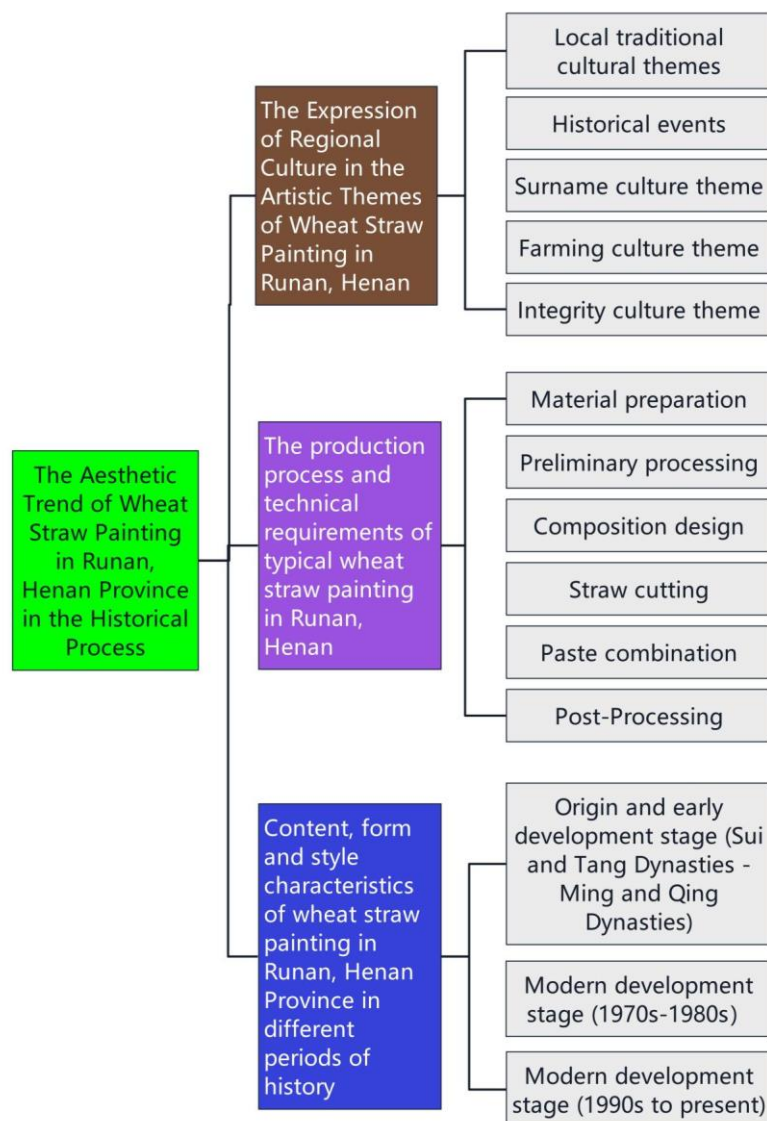 The Aesthetic
Trend of Wheat
Straw Painting
in Runan,
Henan Province
in the Historical
Process
The Expression
of Regional
Culture in the
Artistic Themes
of Wheat Straw
Painting in
Runan, Henan
Local traditional
cultural themes
Historical events
Surname culture theme
Farming culture theme
Integrity culture theme
The production
process and
technical
requirements of
typical wheat
straw painting
in Runan,
Henan
Material preparation
Preliminary processing
Composition design
Straw cutting
Paste combination
Post-Processing
Content, form
and style
characteristics
of wheat straw
painting in
Runan, Henan
Province in
different
periods of
history
Origin and early
development stage (Sui
and Tang Dynasties -
Ming and Qing
Dynasties)
Modern development
stage (1970s-1980s)
Modern development
stage (1990s to present)